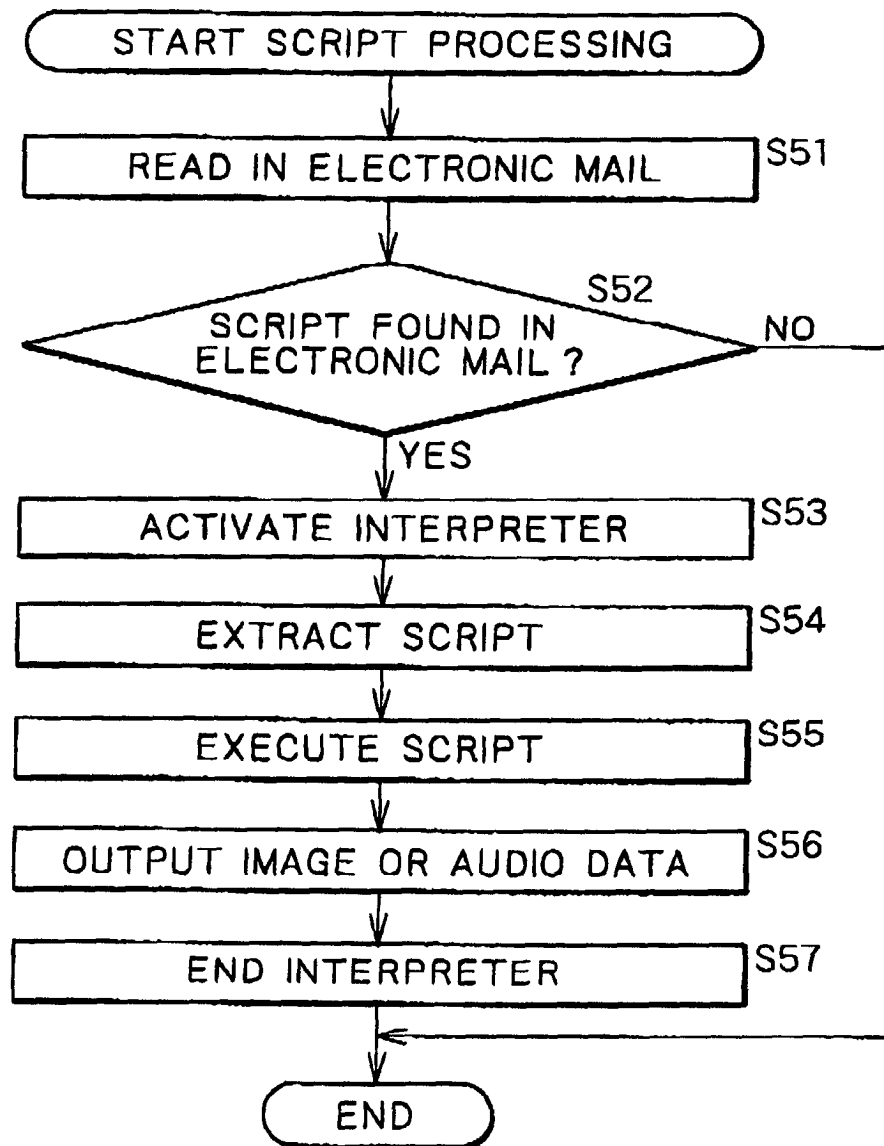 START SCRIPT PROCESSING
READ IN ELECTRONIC MAIL
S51
S52
SCRIPT FOUND IN
ELECTRONIC MAIL ?
NO
YES
ACTIVATE INTERPRETER
S53
EXTRACT SCRIPT
S54
EXECUTE SCRIPT
S55
OUTPUT IMAGE OR AUDIO DATA
S56
END INTERPRETER
S57
END